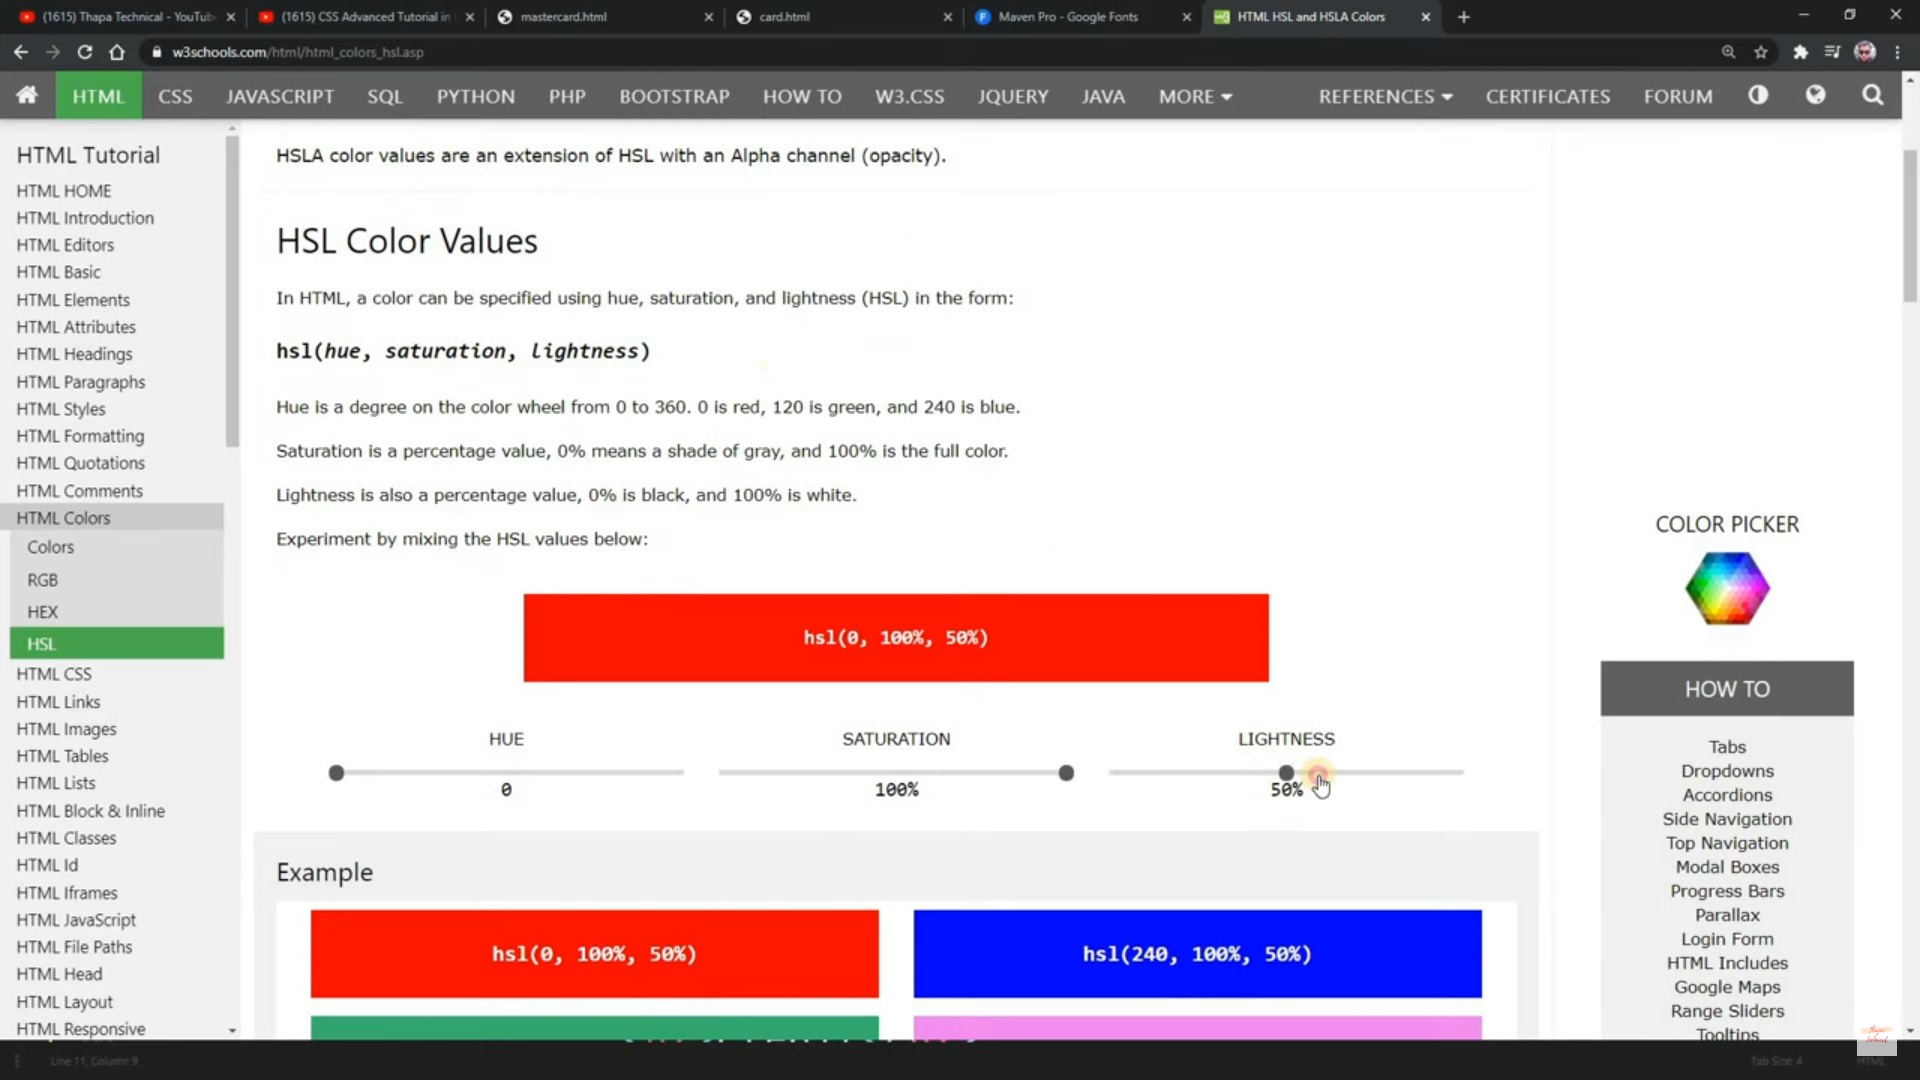 (1615) Thapa Technical - YouTub
(1615) CSS Advanced Tutorial in
mastercard.html
card.html
Maven Pro - Google Fonts
HTML HSL and HSLA Colors
w3schools.com/html/html_colors_hsl.asp
HTML CSS JAVASCRIPT SQL PYTHON PHP BOOTSTRAP HOW TO W3.CSS JQUERY JAVA MORE REFERENCES CERTIFICATES FORUM
HTML Tutorial
HTML HOME
HTML Introduction
HTML Editors
HTML Basic
HTML Elements
HTML Attributes
HTML Headings
HTML Paragraphs
HTML Styles
HTML Formatting
HTML Quotations
HTML Comments
HTML Colors
Colors
RGB
HEX
HSL
HTML CSS
HTML Links
HTML Images
HTML Tables
HTML Lists
HTML Block & Inline
HTML Classes
HTML Id
HTML Iframes
HTML JavaScript
HTML File Paths
HTML Head
HTML Layout
HTML Responsive
HSLA color values are an extension of HSL with an Alpha channel (opacity).
HSL Color Values
In HTML, a color can be specified using hue, saturation, and lightness (HSL) in the form:
hsl(hue, saturation, lightness)
Hue is a degree on the color wheel from 0 to 360. 0 is red, 120 is green, and 240 is blue.
Saturation is a percentage value, 0% means a shade of gray, and 100% is the full color.
Lightness is also a percentage value, 0% is black, and 100% is white.
Experiment by mixing the HSL values below:
hsl(0, 100%, 50%)
HUE SATURATION LIGHTNESS
0 100% 50%
Example
hsl(0, 100%, 50%) hsl(240, 100%, 50%)
COLOR PICKER
HOW TO
Tabs
Dropdowns
Accordions
Side Navigation
Top Navigation
Modal Boxes
Progress Bars
Parallax
Login Form
HTML Includes
Google Maps
Range Sliders
Tooltips
Line 11, Column 9
Tab Size: 4
HTML